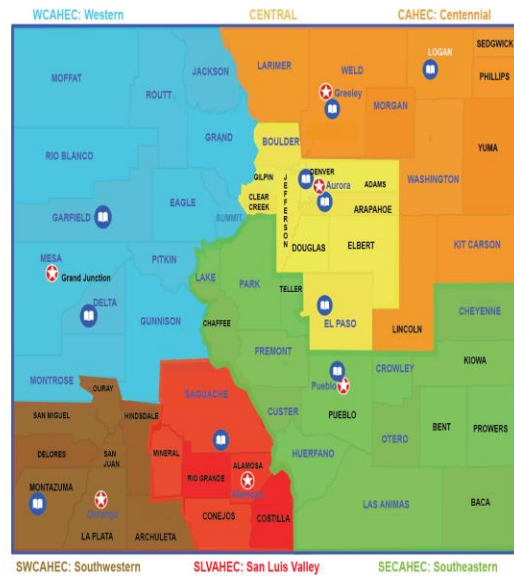 WCAHEC: Western CENTRAL CAHEC: Centennial
MOFFAT
ROUTT
JACKSON
LARIMER
WELD
LOGAN
SEDGWICK
PHILLIPS
Greeley
MORGAN
GRAND
BOULDER
YUMA
RIO BLANCO
GILPIN
DENVER
Aurora
ADAMS
WASHINGTON
CLEAR
CREEK
JEFFERSON
ARAPAHOE
EAGLE
GARFIELD
SUMMIT
DOUGLAS
ELBERT
KIT CARSON
MESA
Grand Junction
PITKIN
LAKE
PARK
TELLER
DELTA
GUNNISON
CHAFFEE
EL PASO
LINCOLN
CHEYENNE
FREMONT
KIOWA
CROWLEY
MONTROSE
OURAY
SAGUACHE
Pueblo
PUEBLO
SAN MIGUEL
HINSDALE
CUSTER
OTERO
BENT
PROWERS
DELORES
SAN
JUAN
MINERAL
RIO GRANDE
ALAMOSA
HUERFANO
MONTAZUMA
Durango
Alamosa
LAS ANIMAS
BACA
LA PLATA
ARCHULETA
CONEJOS
COSTILLA
SWCAHEC: Southwestern SLVAHEC: San Luis Valley SECAHEC: Southeastern